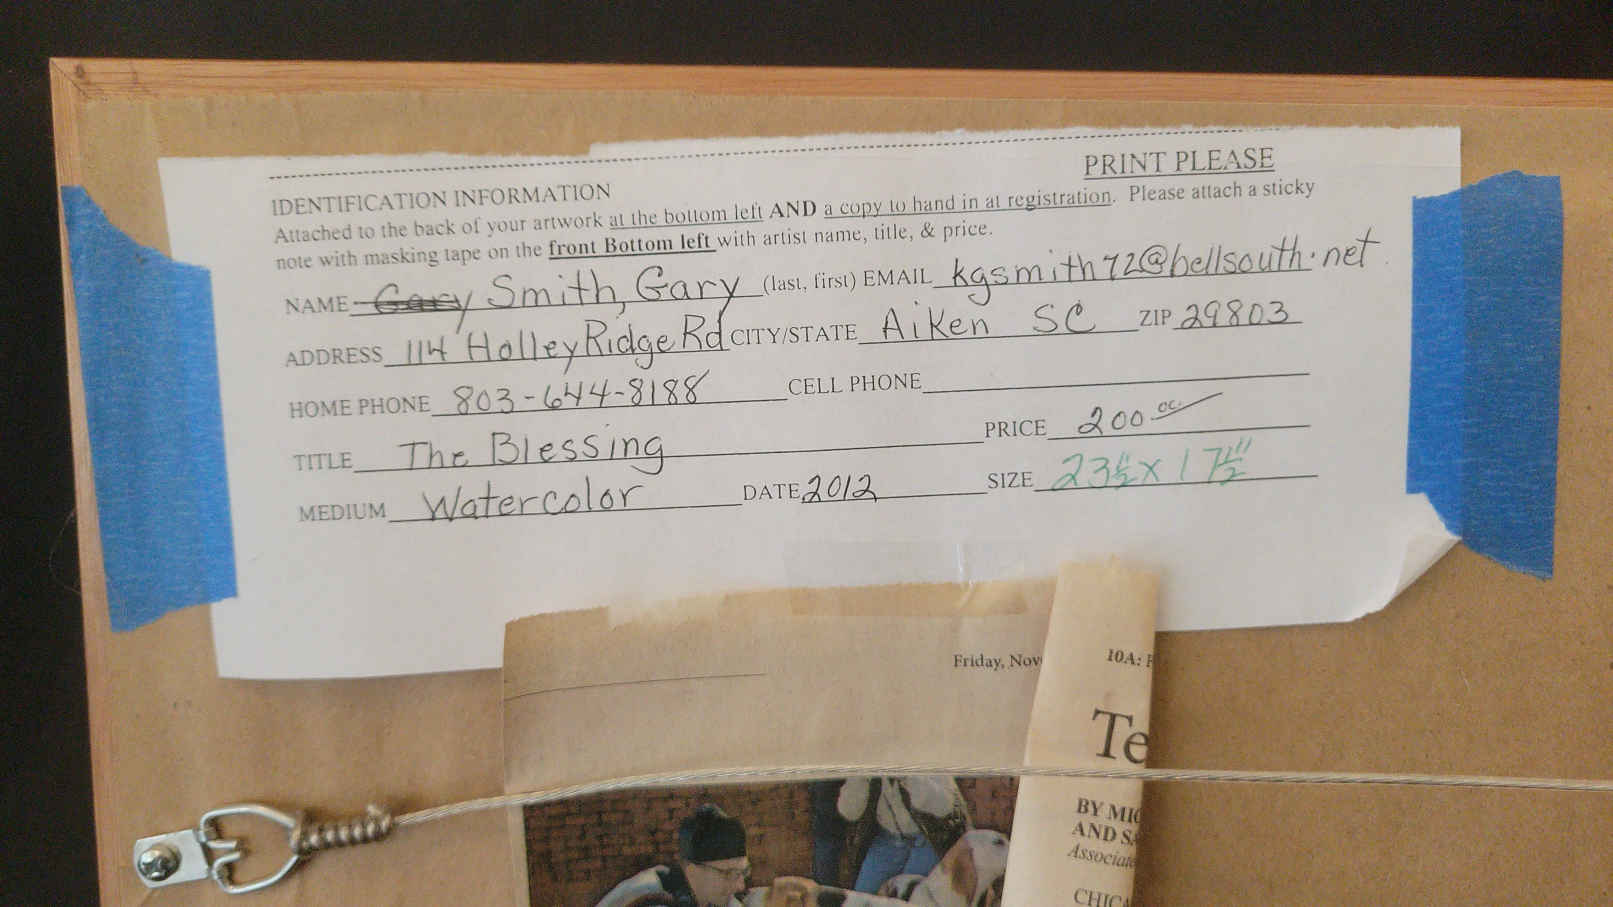 PRINT PLEASE
IDENTIFICATION INFORMATION
Attached to the back of your artwork at the bottom left AND a copy to hand in at registration. Please attach a sticky
note with masking tape on the front Bottom left with artist name, title, & price.
NAME Gary Smith, Gary (last, first) EMAIL kgsmith72@bellsouth.net
ADDRESS 114 Holley Ridge Rd CITY/STATE Aiken SC ZIP 29803
HOME PHONE 803-644-8188 CELL PHONE
TITLE The Blessing PRICE 200 00
MEDIUM Watercolor DATE 2012 SIZE 23½" x 17½"
Friday, Nov
10A: F
Te
BY MIC
AND SA
Associate
CHICA